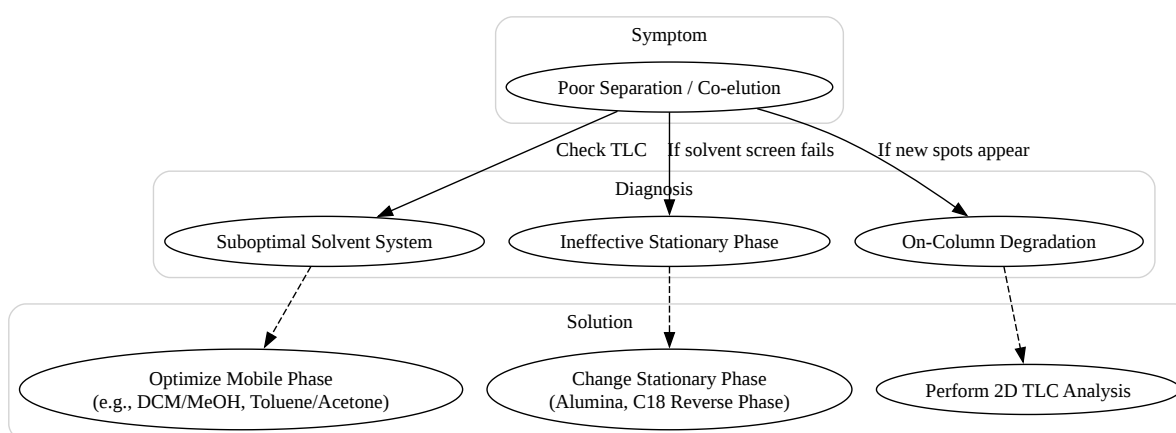 Symptom
Poor Separation / Co-elution
Check TLC
If solvent screen fails
If new spots appear
Diagnosis
Suboptimal Solvent System
Ineffective Stationary Phase
On-Column Degradation
Solution
Optimize Mobile Phase
(e.g., DCM/MeOH, Toluene/Acetone)
Change Stationary Phase
(Alumina, C18 Reverse Phase)
Perform 2D TLC Analysis